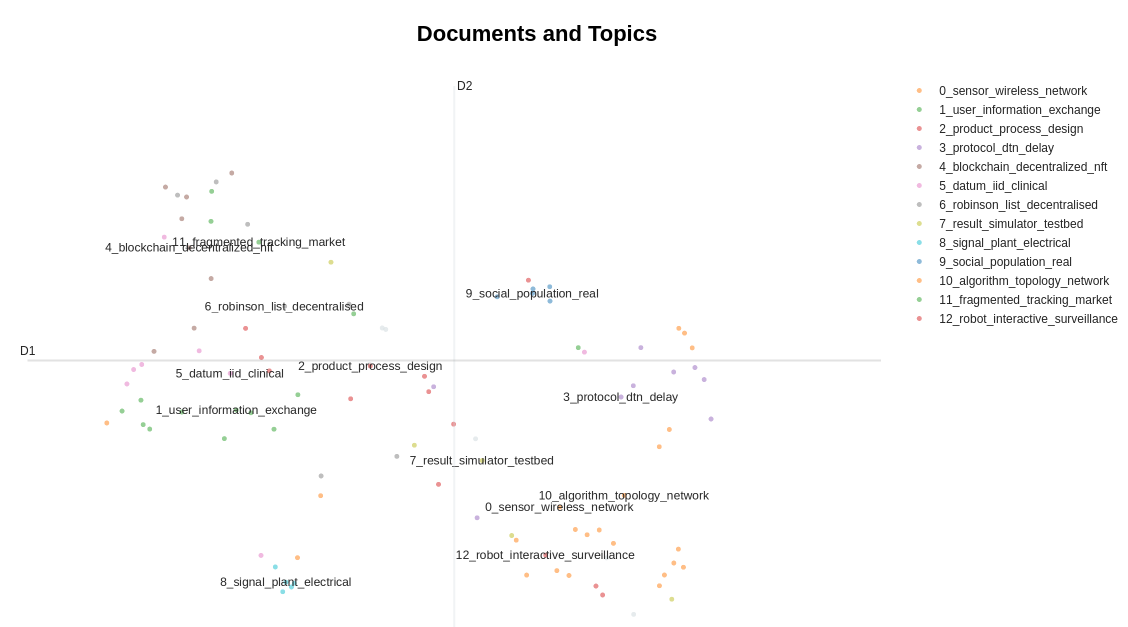 Documents and Topics
D2
D1
4_blockchain_decentralized_nft
11_fragmented_tracking_market
6_robinson_list_decentralised
9_social_population_real
2_product_process_design
5_datum_iid_clinical
1_user_information_exchange
3_protocol_dtn_delay
7_result_simulator_testbed
10_algorithm_topology_network
0_sensor_wireless_network
12_robot_interactive_surveillance
8_signal_plant_electrical
0_sensor_wireless_network
1_user_information_exchange
2_product_process_design
3_protocol_dtn_delay
4_blockchain_decentralized_nft
5_datum_iid_clinical
6_robinson_list_decentralised
7_result_simulator_testbed
8_signal_plant_electrical
9_social_population_real
10_algorithm_topology_network
11_fragmented_tracking_market
12_robot_interactive_surveillance